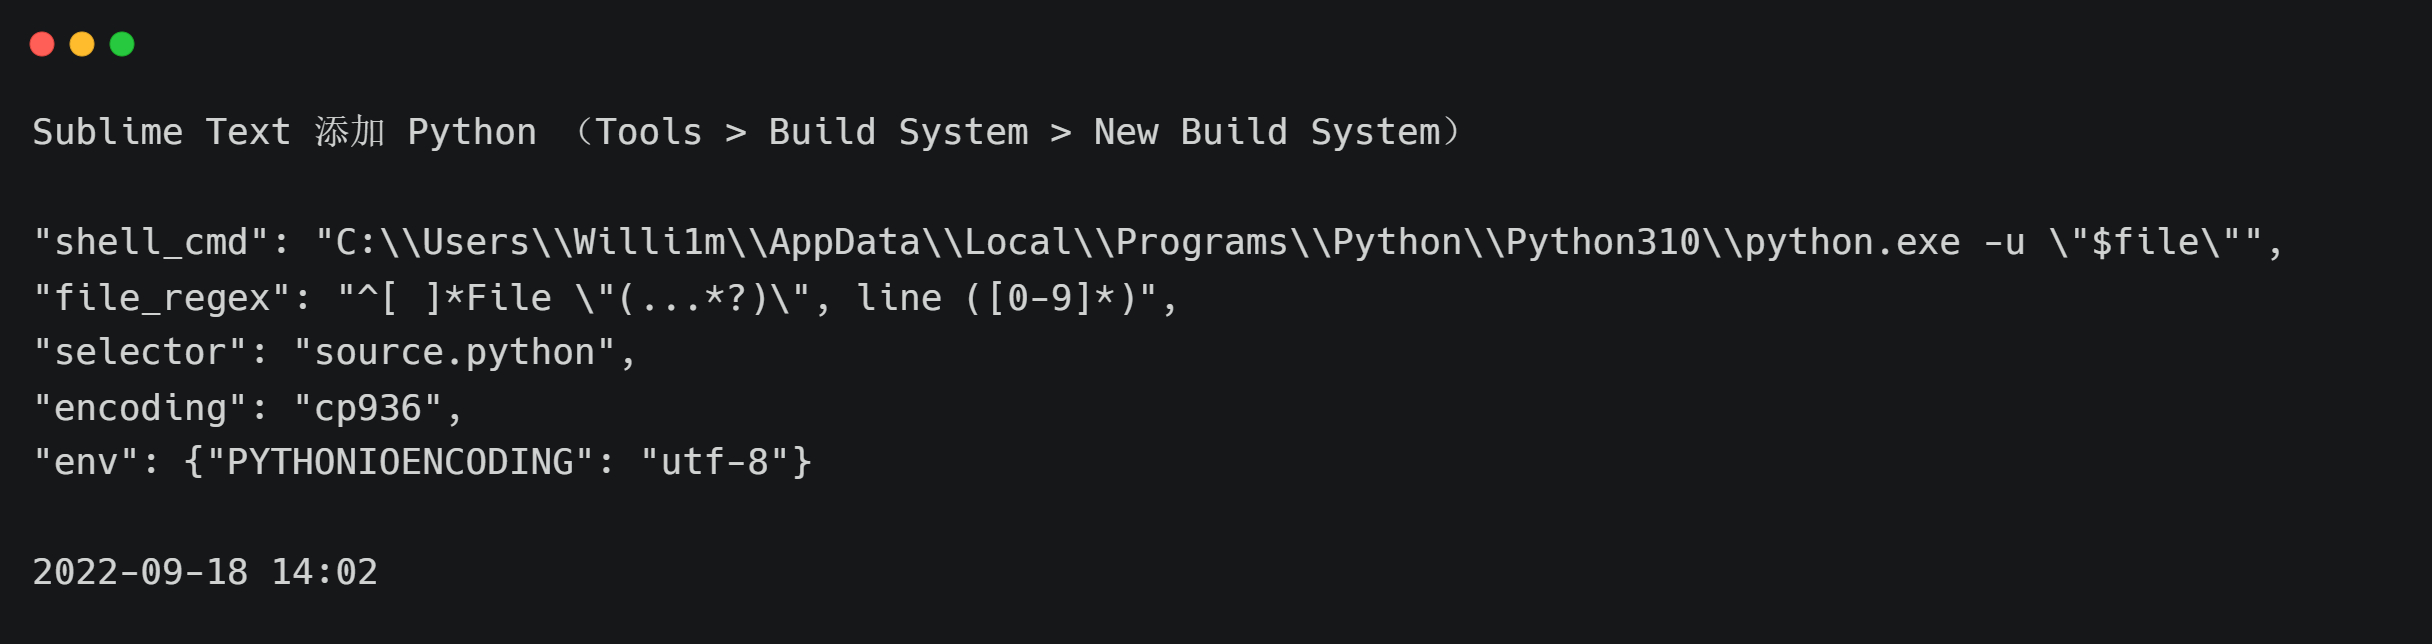 Sublime Text 添加 Python （Tools > Build System > New Build System）
"shell_cmd": "C:\\Users\\Willi1m\\AppData\\Local\\Programs\\Python\\Python310\\python.exe -u \"$file\"",
"file_regex": "^[ ]*File \"(...*?)\", line ([0-9]*)",
"selector": "source.python",
"encoding": "cp936",
"env": {"PYTHONIOENCODING": "utf-8"}
2022-09-18 14:02